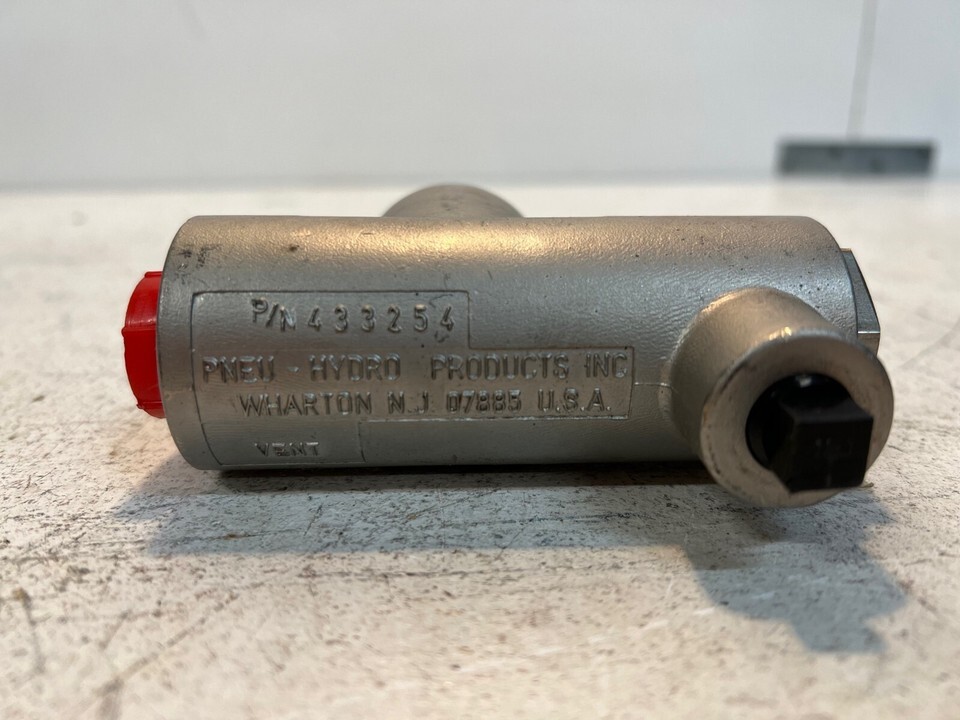 P/N 433254
PNEU-HYDRO PRODUCTS INC
WHARTON N.J. 07885 U.S.A.
VENT